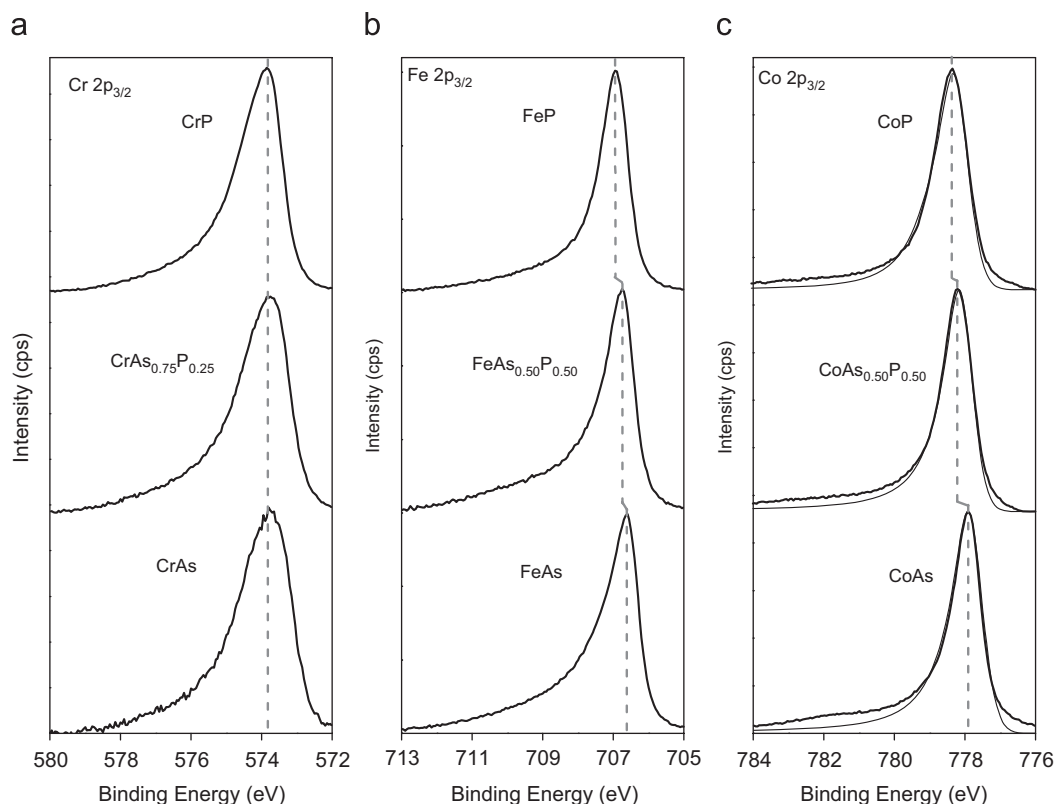 a
Cr 2p3/2
CrP
CrAs0.75P0.25
CrAs
Intensity (cps)
580 578 576 574 572
Binding Energy (eV)
b
Fe 2p3/2
FeP
FeAs0.50P0.50
FeAs
Intensity (cps)
713 711 709 707 705
Binding Energy (eV)
c
Co 2p3/2
CoP
CoAs0.50P0.50
CoAs
Intensity (cps)
784 782 780 778 776
Binding Energy (eV)